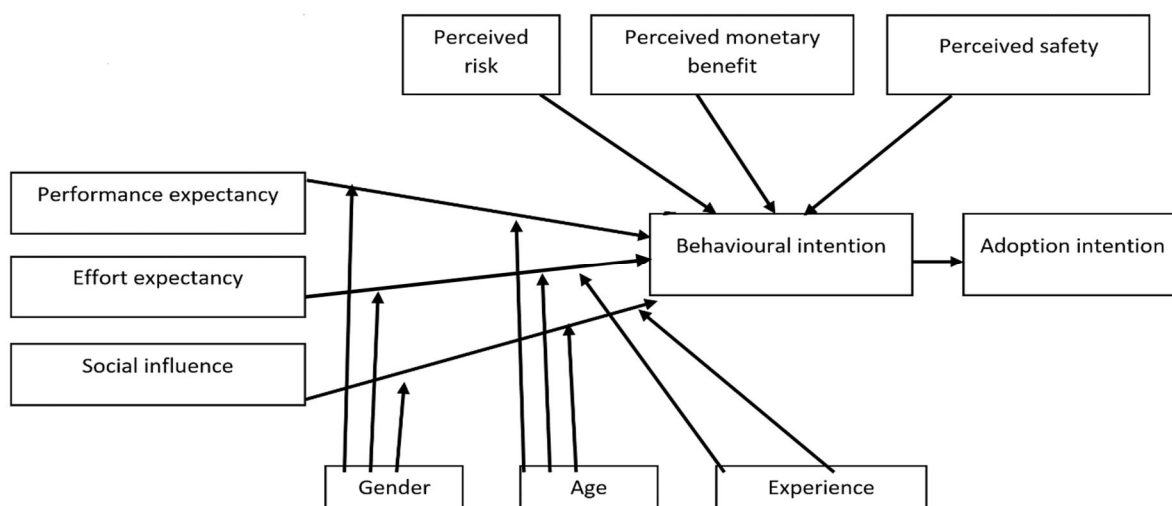 Perceived
risk
Perceived monetary
benefit
Perceived safety
Performance expectancy
Effort expectancy
Social influence
Behavioural intention
Adoption intention
Gender
Age
Experience